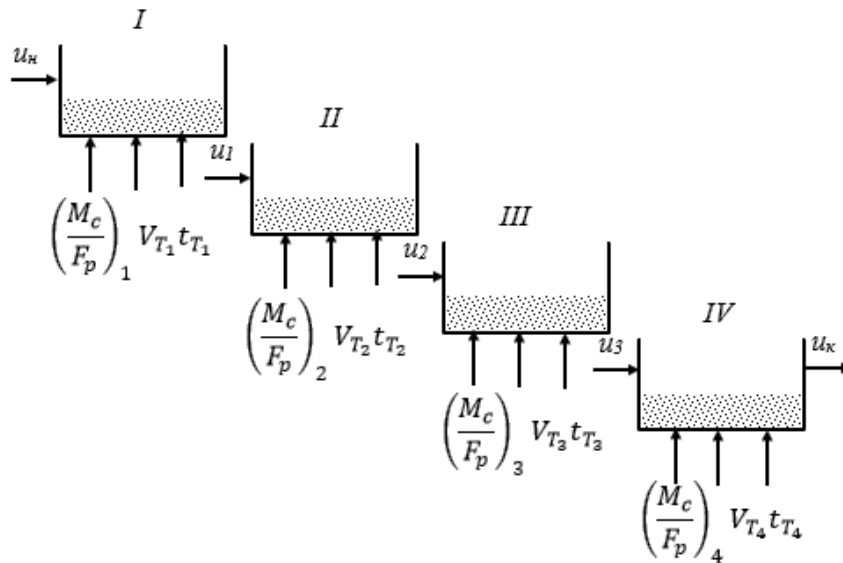 I
uн
II
u1
(Mc/Fp)1 VT1 tT1
III
u2
(Mc/Fp)2 VT2 tT2
IV
u3
uк
(Mc/Fp)3 VT3 tT3
(Mc/Fp)4 VT4 tT4